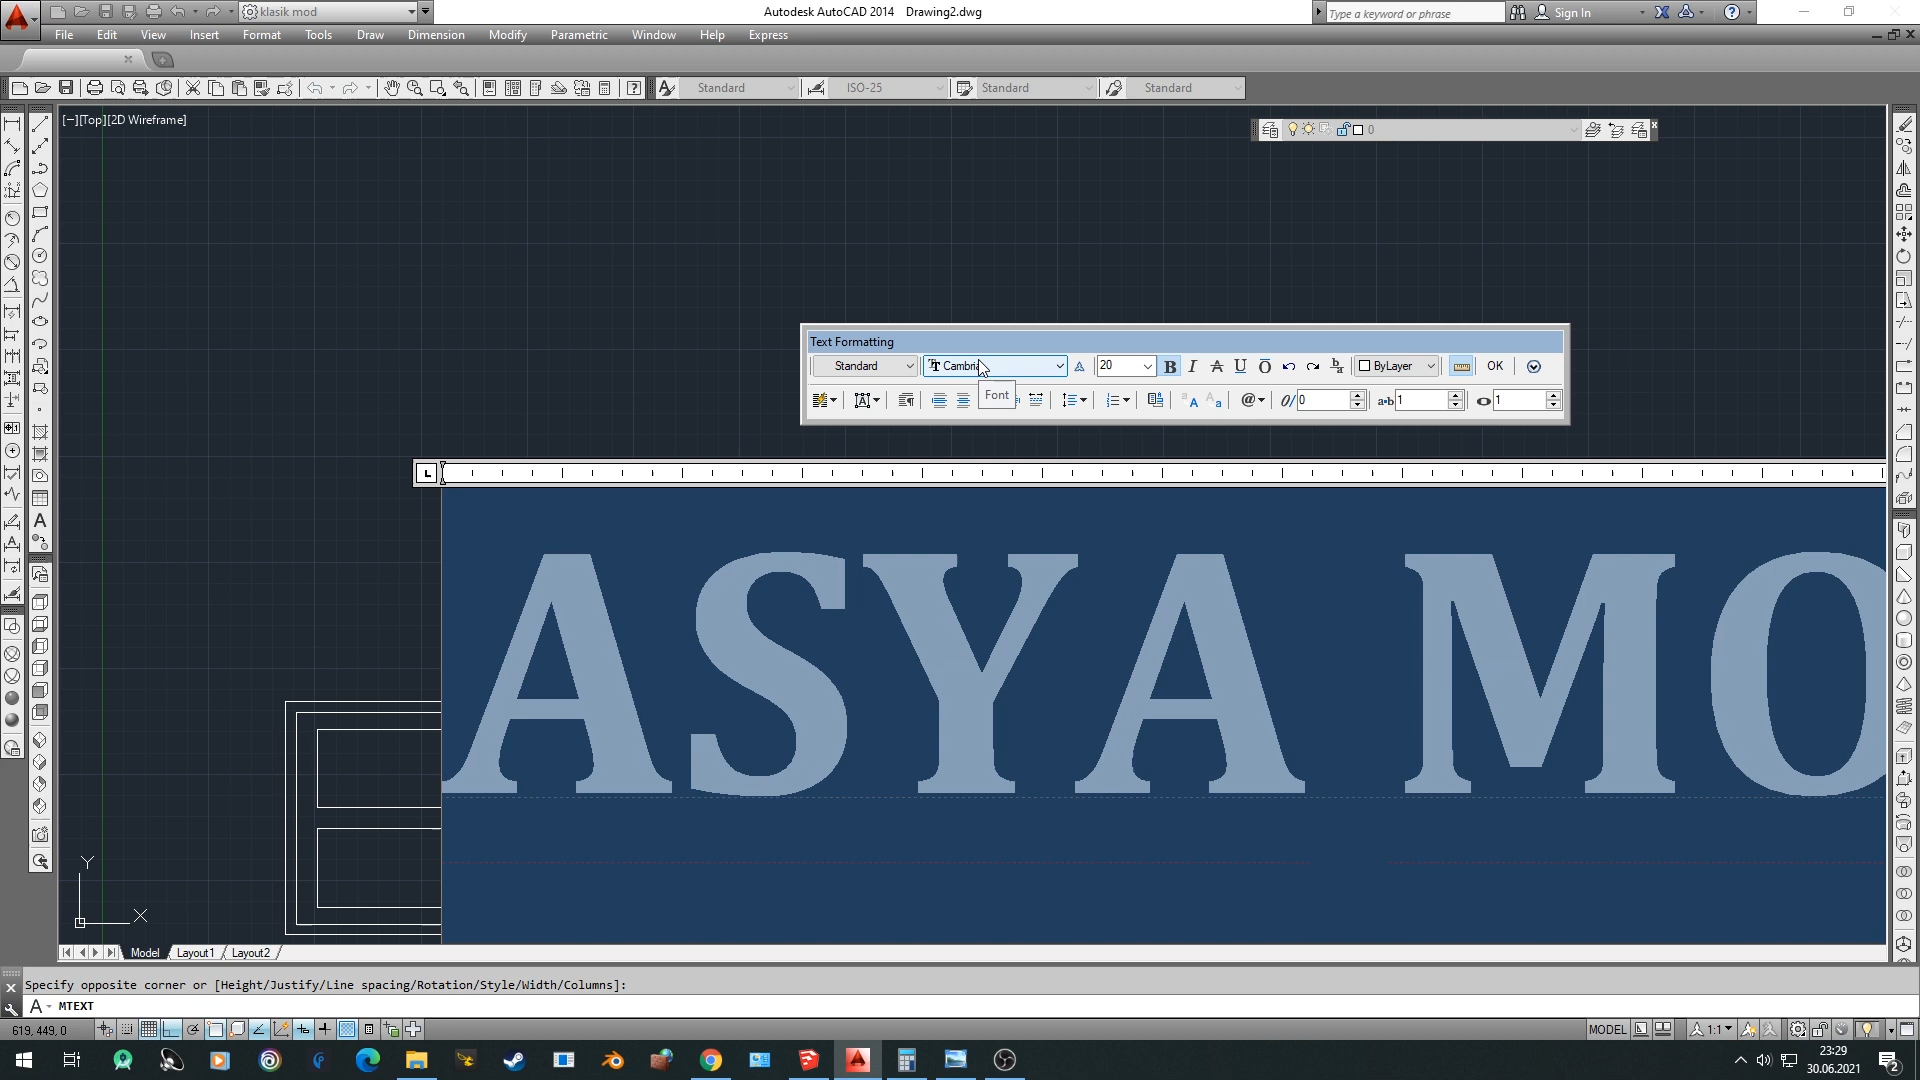 klasik mod
Autodesk AutoCAD 2014 Drawing2.dwg
Type a keyword or phrase
Sign In
File Edit View Insert Format Tools Draw Dimension Modify Parametric Window Help Express
Standard ISO-25 Standard Standard
[−][Top][2D Wireframe]
0
Text Formatting
Standard Cambria 20 B I A U O ByLayer OK
Font
@ 0/ 0 a•b 1 1
ASYA MO
Y
X
Model Layout1 Layout2
Specify opposite corner or [Height/Justify/Line spacing/Rotation/Style/Width/Columns]:
MTEXT
619, 449, 0
MODEL 1:1
23:29
30.06.2021
2